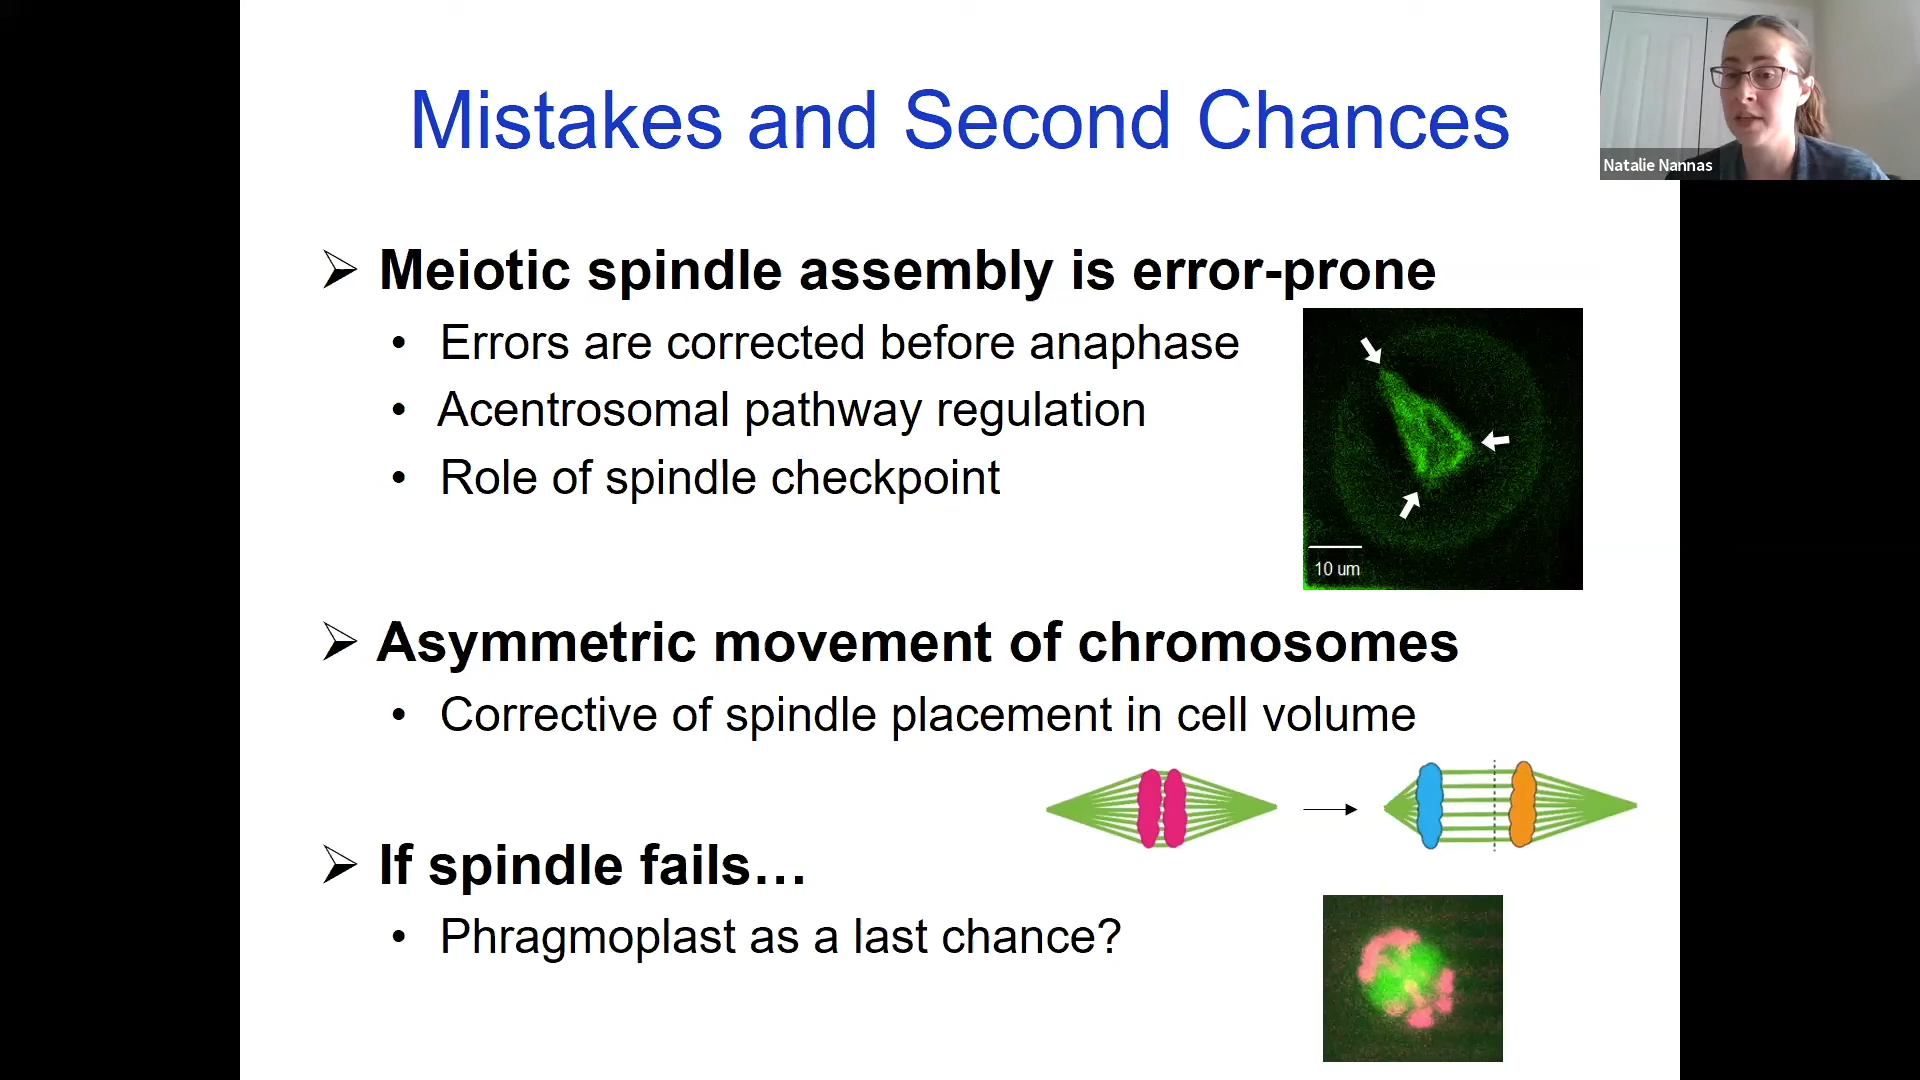 Mistakes and Second Chances
Natalie Nannas
➢ Meiotic spindle assembly is error-prone
• Errors are corrected before anaphase
• Acentrosomal pathway regulation
• Role of spindle checkpoint
10 um
➢ Asymmetric movement of chromosomes
• Corrective of spindle placement in cell volume
➢ If spindle fails…
• Phragmoplast as a last chance?